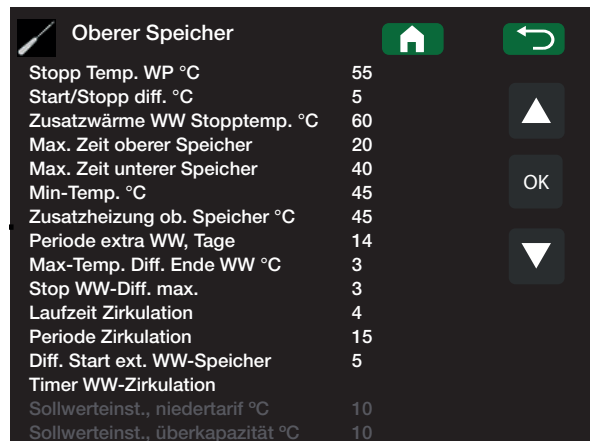 Oberer Speicher
Stopp Temp. WP °C 55
Start/Stopp diff. °C 5
Zusatzwärme WW Stopptemp. °C 60
Max. Zeit oberer Speicher 20
Max. Zeit unterer Speicher 40
Min-Temp. °C 45
Zusatzheizung ob. Speicher °C 45
Periode extra WW, Tage 14
Max-Temp. Diff. Ende WW °C 3
Stop WW-Diff. max. 3
Laufzeit Zirkulation 4
Periode Zirkulation 15
Diff. Start ext. WW-Speicher 5
Timer WW-Zirkulation
Sollwerteinst., niedertarif ºC 10
Sollwerteinst., überkapazität ºC 10
OK